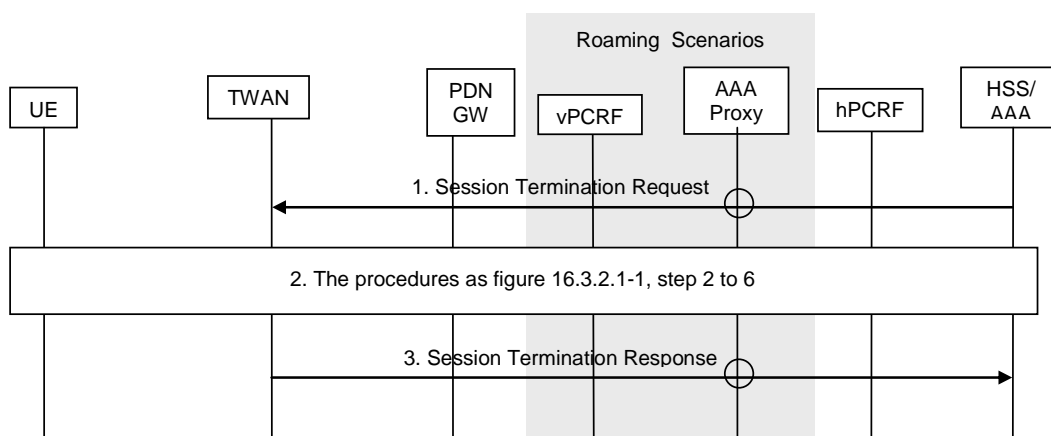 Roaming Scenarios
UE
TWAN
PDN
GW
vPCRF
AAA
Proxy
hPCRF
HSS/
AAA
1. Session Termination Request
2. The procedures as figure 16.3.2.1-1, step 2 to 6
3. Session Termination Response